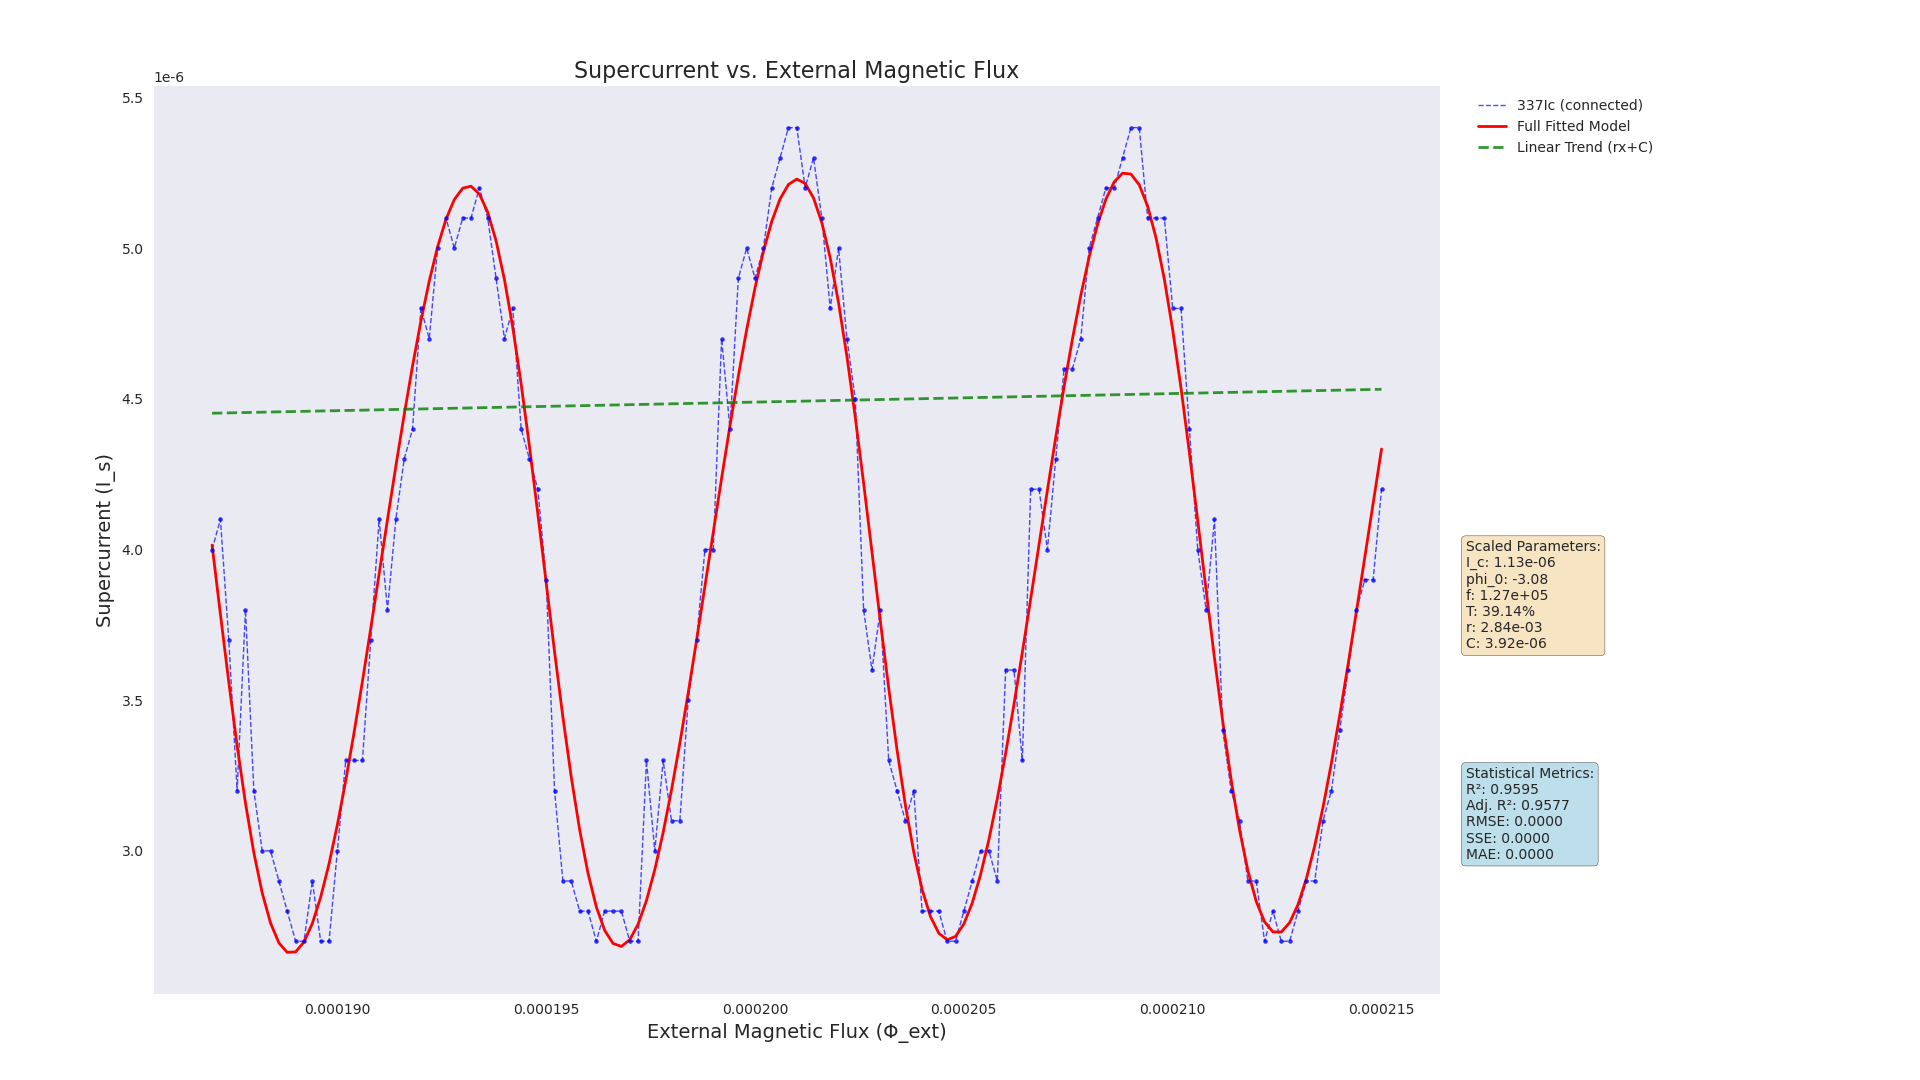 Supercurrent vs. External Magnetic Flux
1e-6
5.5
5.0
4.5
4.0
3.5
3.0
Supercurrent (I_s)
0.000190
0.000195
0.000200
0.000205
0.000210
0.000215
External Magnetic Flux (Φ_ext)
337Ic (connected)
Full Fitted Model
Linear Trend (rx+C)
Scaled Parameters:
I_c: 1.13e-06
phi_0: -3.08
f: 1.27e+05
T: 39.14%
r: 2.84e-03
C: 3.92e-06
Statistical Metrics:
R²: 0.9595
Adj. R²: 0.9577
RMSE: 0.0000
SSE: 0.0000
MAE: 0.0000